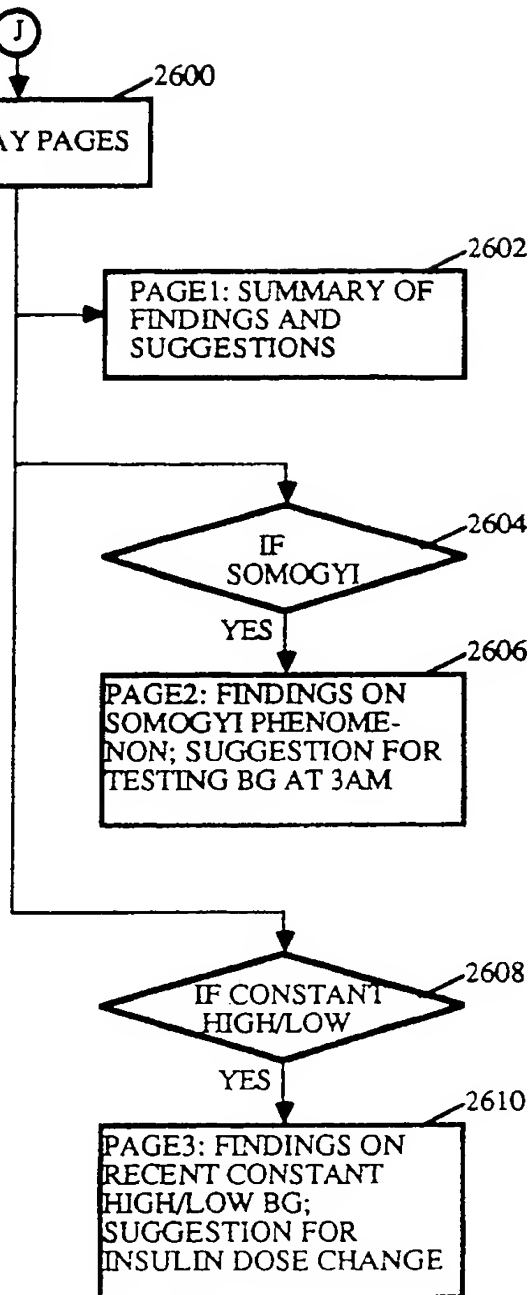 J
2600
AY PAGES
2602
PAGE1: SUMMARY OF
FINDINGS AND
SUGGESTIONS
2604
IF
SOMOGYI
YES
2606
PAGE2: FINDINGS ON
SOMOGYI PHENOME-
NON; SUGGESTION FOR
TESTING BG AT 3AM
2608
IF CONSTANT
HIGH/LOW
YES
2610
PAGE3: FINDINGS ON
RECENT CONSTANT
HIGH/LOW BG;
SUGGESTION FOR
INSULIN DOSE CHANGE